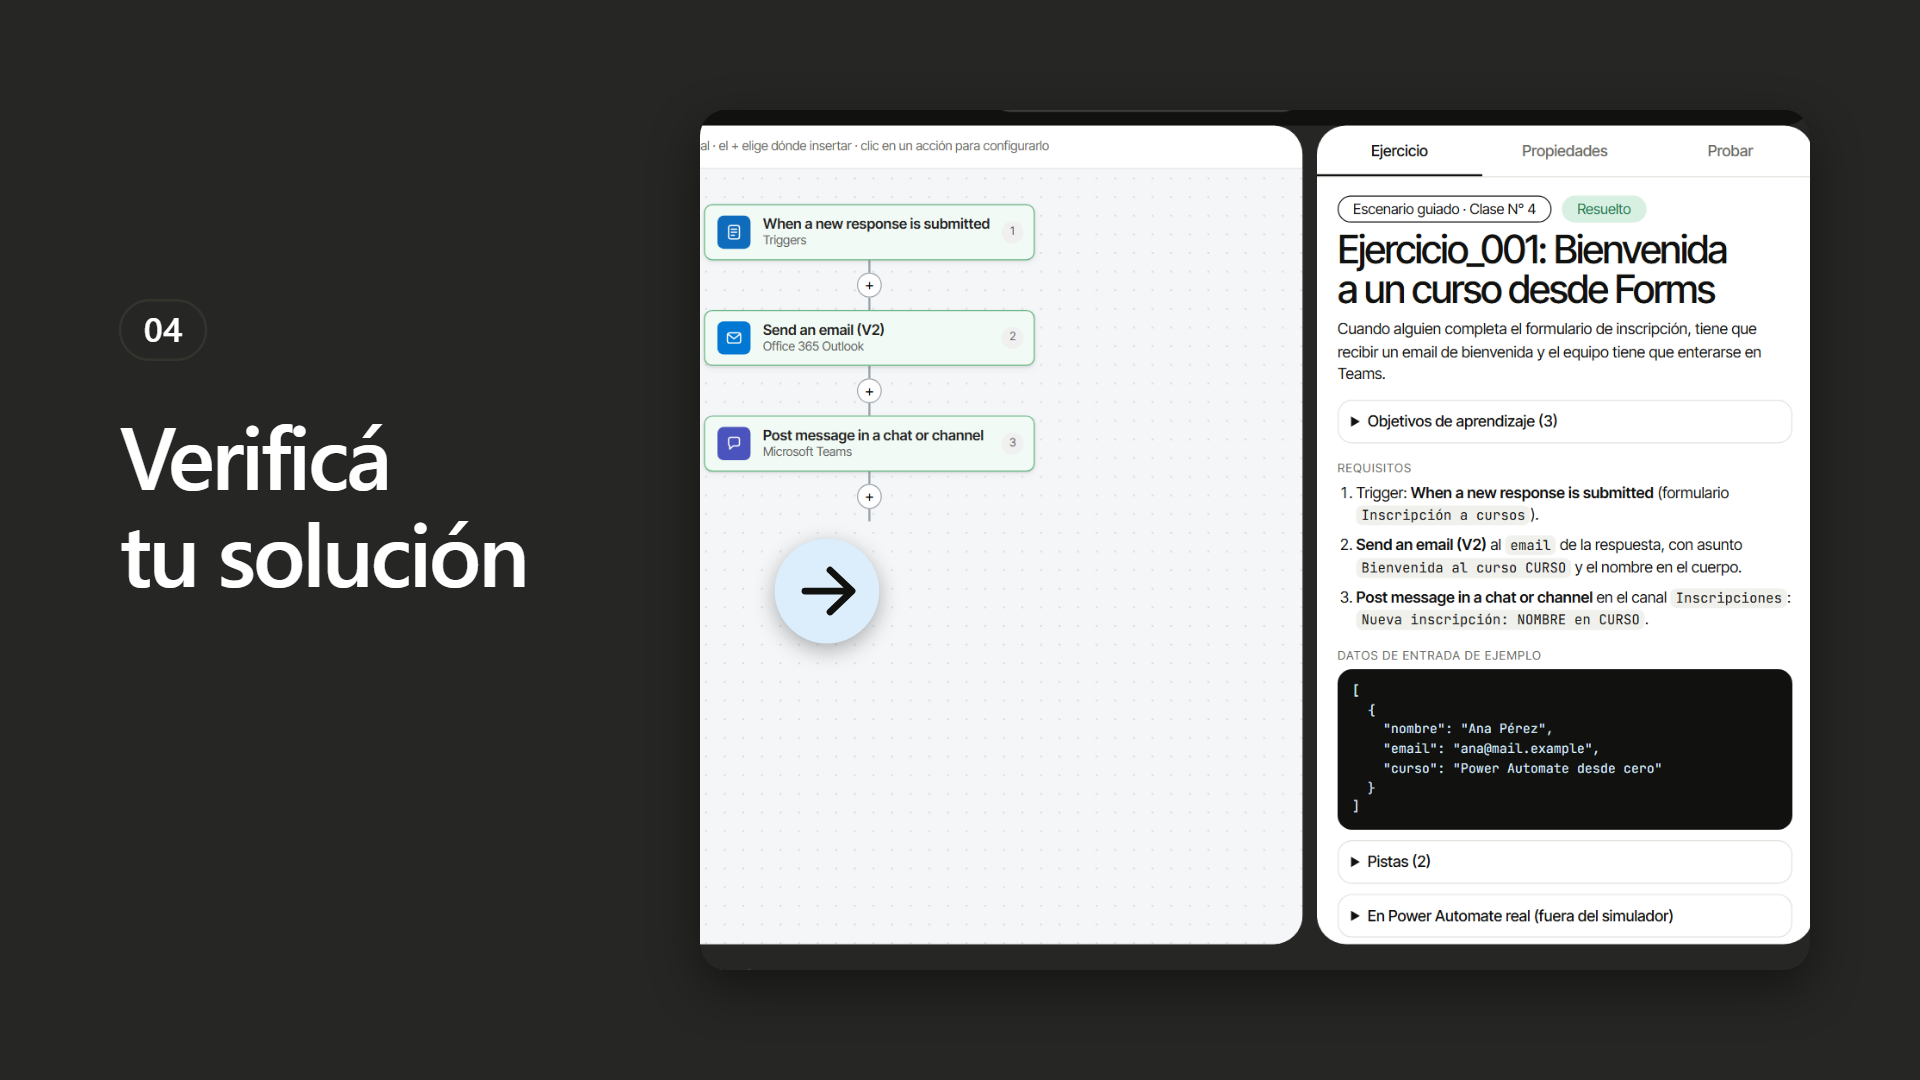 04
Verificá
tu solución
al · el + elige dónde insertar · clic en un acción para configurarlo
When a new response is submitted
Triggers
1
+
Send an email (V2)
Office 365 Outlook
2
+
Post message in a chat or channel
Microsoft Teams
3
+
Ejercicio
Propiedades
Probar
Escenario guiado · Clase N° 4
Resuelto
Ejercicio_001: Bienvenida
a un curso desde Forms
Cuando alguien completa el formulario de inscripción, tiene que
recibir un email de bienvenida y el equipo tiene que enterarse en
Teams.
▶ Objetivos de aprendizaje (3)
REQUISITOS
1. Trigger: When a new response is submitted (formulario
Inscripción a cursos ).
2. Send an email (V2) al email de la respuesta, con asunto
Bienvenida al curso CURSO y el nombre en el cuerpo.
3. Post message in a chat or channel en el canal Inscripciones :
Nueva inscripción: NOMBRE en CURSO .
DATOS DE ENTRADA DE EJEMPLO
[
{
"nombre": "Ana Pérez",
"email": "ana@mail.example",
"curso": "Power Automate desde cero"
}
]
▶ Pistas (2)
▶ En Power Automate real (fuera del simulador)